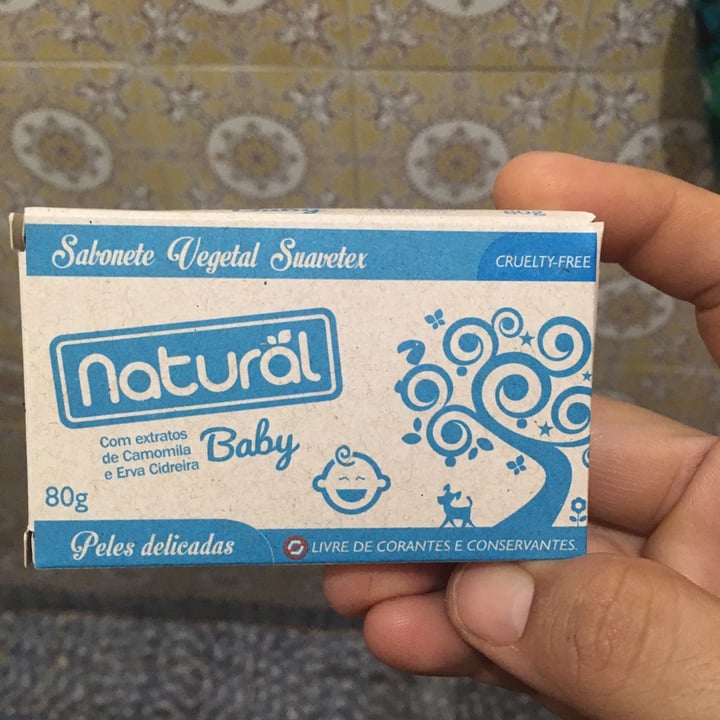 Sabonete Vegetal Suavetex
CRUELTY-FREE
natural
Baby
Com extratos
de Camomila
e Erva Cidreira
80g
Peles delicadas
LIVRE DE CORANTES E CONSERVANTES.